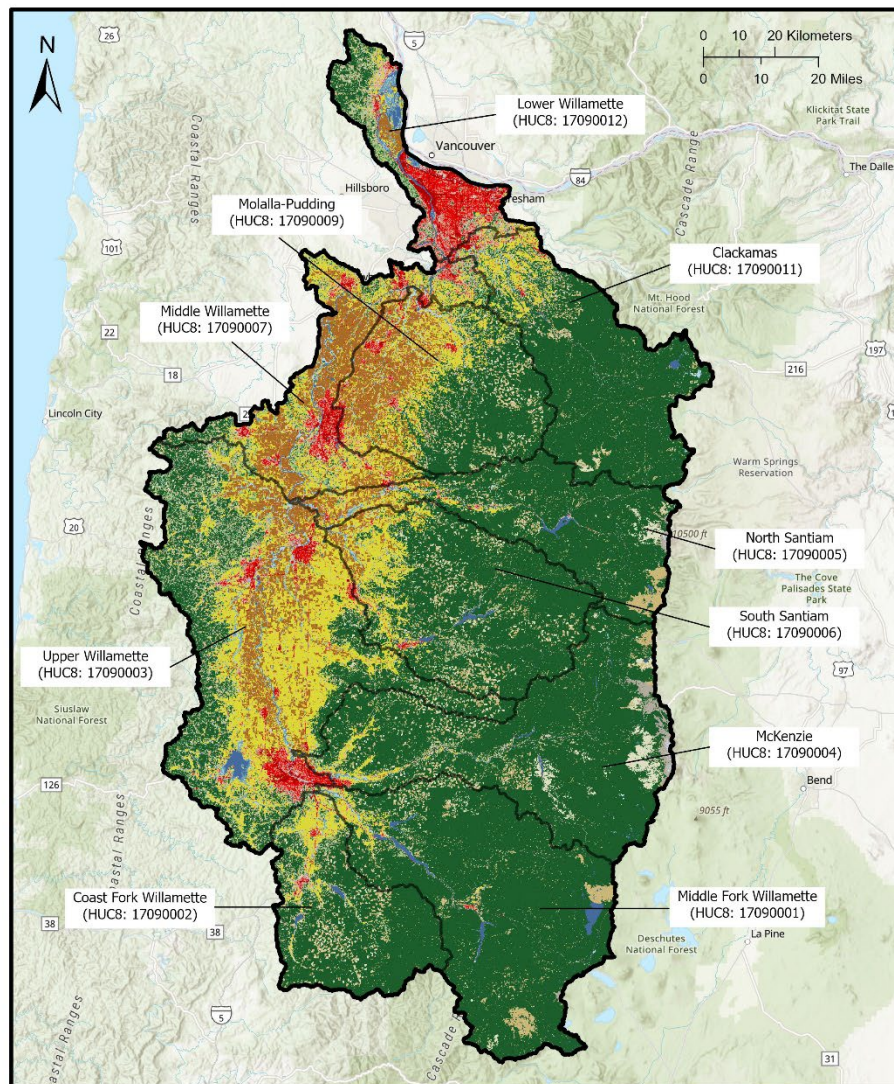 N
0 10 20 Kilometers
0 10 20 Miles
26
5
Klickitat State
Park Trail
Lower Willamette
(HUC8: 17090012)
Vancouver
Coastal Ranges
Cascade Range
The Dalle
84
Hillsboro
resham
Molalla-Pudding
(HUC8: 17090009)
101
Clackamas
(HUC8: 17090011)
Mt. Hood
National Forest
Middle Willamette
(HUC8: 17090007)
22
197
216
18
Lincoln City
Warm Springs
Reservation
20
10500 ft
North Santiam
(HUC8: 17090005)
The Cove
Palisades State
Park
Coastal Ranges
South Santiam
(HUC8: 17090006)
Upper Willamette
(HUC8: 17090003)
97
Siuslaw
National Forest
McKenzie
(HUC8: 17090004)
126
Bend
9055 ft
Coastal Ranges
Coast Fork Willamette
(HUC8: 17090002)
Middle Fork Willamette
(HUC8: 17090001)
38
38
Deschutes
National Forest
La Pine
5
31